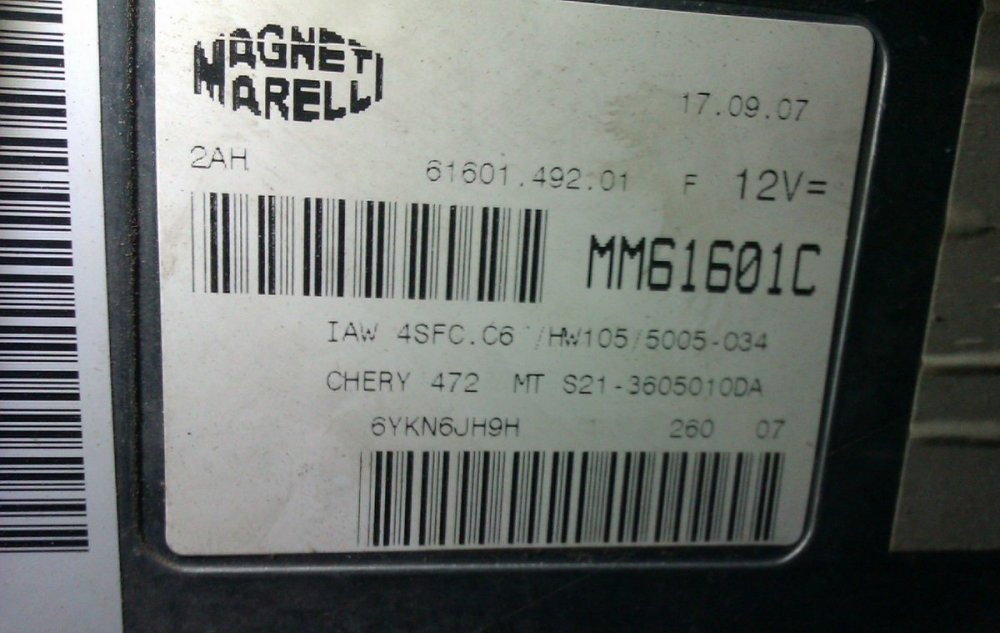 MAGNETI
MARELLI
17.09.07
2AH
61601.492.01 F 12V=
MM61601C
IAW 4SFC.C6 /HW105/5005-034
CHERY 472 MT S21-3605010DA
6YKN6JH9H 260 07